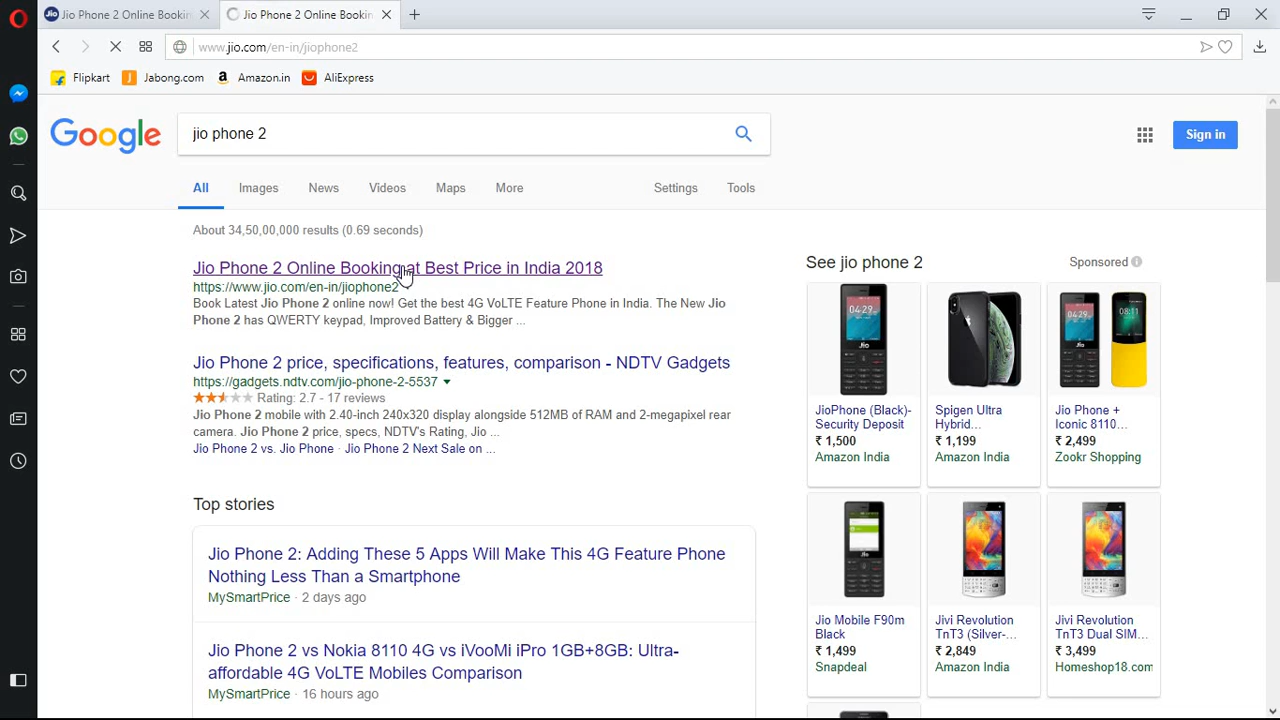 Jio Phone 2 Online Bookin
Jio Phone 2 Online Bookin
www.jio.com/en-in/jiophone2
Flipkart
Jabong.com
Amazon.in
AliExpress
Google
jio phone 2
Sign in
All
Images
News
Videos
Maps
More
Settings
Tools
About 34,50,00,000 results (0.69 seconds)
Jio Phone 2 Online Booking at Best Price in India 2018
https://www.jio.com/en-in/jiophone2
Book Latest Jio Phone 2 online now! Get the best 4G VoLTE Feature Phone in India. The New Jio
Phone 2 has QWERTY keypad, Improved Battery & Bigger ...
Jio Phone 2 price, specifications, features, comparison - NDTV Gadgets
https://gadgets.ndtv.com/jio-phone-2-5537
Rating: 2.7 - 17 reviews
Jio Phone 2 mobile with 2.40-inch 240x320 display alongside 512MB of RAM and 2-megapixel rear
camera. Jio Phone 2 price, specs, NDTV's Rating, Jio ...
Jio Phone 2 vs. Jio Phone · Jio Phone 2 Next Sale on ...
Top stories
Jio Phone 2: Adding These 5 Apps Will Make This 4G Feature Phone
Nothing Less Than a Smartphone
MySmartPrice · 2 days ago
Jio Phone 2 vs Nokia 8110 4G vs iVooMi iPro 1GB+8GB: Ultra-
affordable 4G VoLTE Mobiles Comparison
MySmartPrice · 16 hours ago
See jio phone 2
Sponsored
JioPhone (Black)-
Security Deposit
₹ 1,500
Amazon India
Spigen Ultra
Hybrid...
₹ 1,199
Amazon India
Jio Phone +
Iconic 8110...
₹ 2,499
Zookr Shopping
Jio Mobile F90m
Black
₹ 1,499
Snapdeal
Jivi Revolution
TnT3 (Silver-...
₹ 2,849
Amazon India
Jivi Revolution
TnT3 Dual SIM...
₹ 3,499
Homeshop18.com